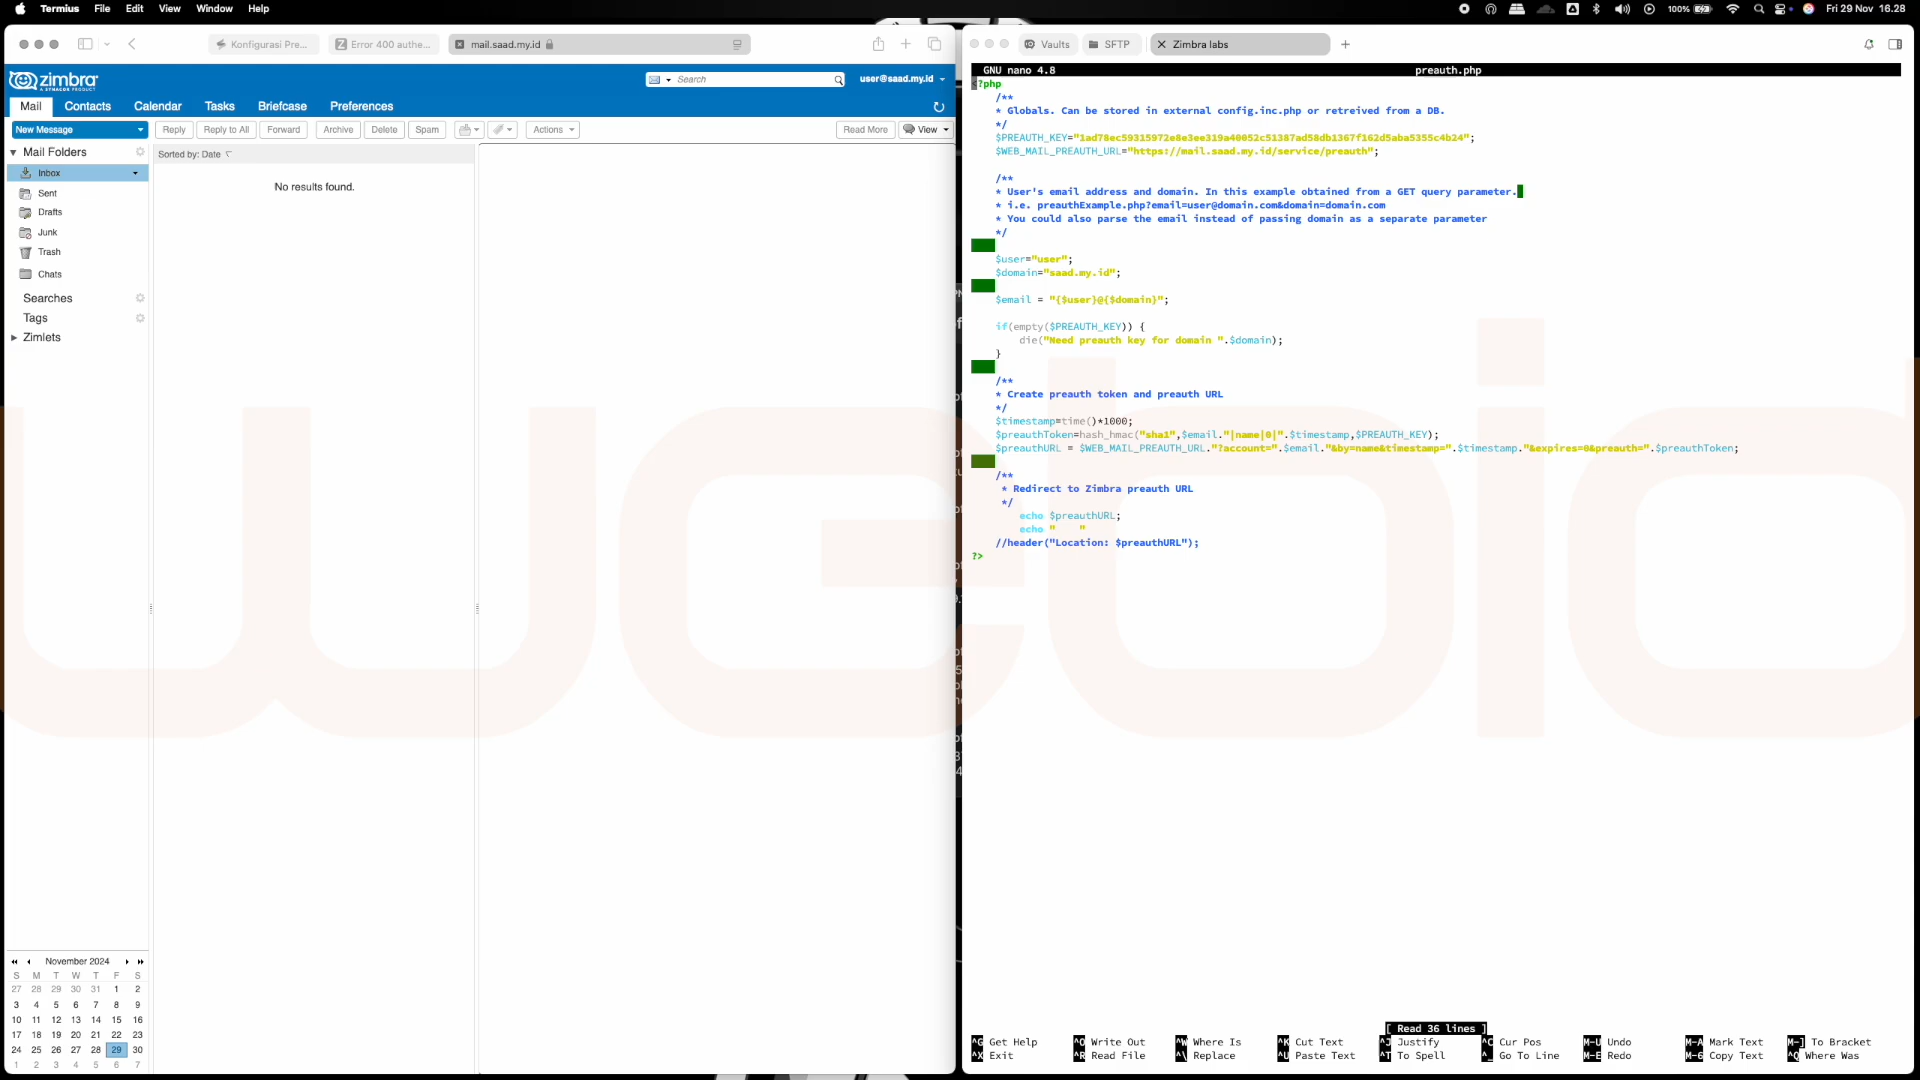 Termius File Edit View Window Help
100% Fri 29 Nov 16.28
Konfigurasi Pre... Error 400 authe... mail.saad.my.id
zimbra
A SYNACOR PRODUCT
Search
user@saad.my.id
Mail Contacts Calendar Tasks Briefcase Preferences
New Message Reply Reply to All Forward Archive Delete Spam Actions Read More View
Mail Folders
Inbox
Sent
Drafts
Junk
Trash
Chats
Searches
Tags
Zimlets
Sorted by: Date
No results found.
November 2024
S M T W T F S
27 28 29 30 31 1 2
3 4 5 6 7 8 9
10 11 12 13 14 15 16
17 18 19 20 21 22 23
24 25 26 27 28 29 30
1 2 3 4 5 6 7
Vaults SFTP Zimbra labs
GNU nano 4.8 preauth.php
<?php
/**
* Globals. Can be stored in external config.inc.php or retreived from a DB.
*/
$PREAUTH_KEY="1ad78ec59315972e8e3ee319a40052c51387ad58db1367f162d5aba5355c4b24";
$WEB_MAIL_PREAUTH_URL="https://mail.saad.my.id/service/preauth";
/**
* User's email address and domain. In this example obtained from a GET query parameter.
* i.e. preauthExample.php?email=user@domain.com&domain=domain.com
* You could also parse the email instead of passing domain as a separate parameter
*/
$user="user";
$domain="saad.my.id";
$email = "{$user}@{$domain}";
if(empty($PREAUTH_KEY)) {
die("Need preauth key for domain ".$domain);
}
/**
* Create preauth token and preauth URL
*/
$timestamp=time()*1000;
$preauthToken=hash_hmac("sha1",$email."|name|0|".$timestamp,$PREAUTH_KEY);
$preauthURL = $WEB_MAIL_PREAUTH_URL."?account=".$email."&by=name&timestamp=".$timestamp."&expires=0&preauth=".$preauthToken;
/**
* Redirect to Zimbra preauth URL
*/
echo $preauthURL;
echo "    "
//header("Location: $preauthURL");
?>
[ Read 36 lines ]
^G Get Help ^O Write Out ^W Where Is ^K Cut Text ^J Justify ^C Cur Pos M-U Undo M-A Mark Text M-] To Bracket
^X Exit ^R Read File ^\ Replace ^U Paste Text ^T To Spell ^_ Go To Line M-E Redo M-6 Copy Text ^Q Where Was